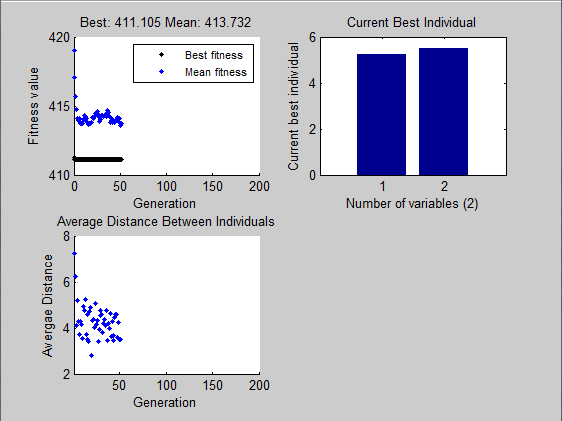 Best: 411.105 Mean: 413.732
420
415
410
Fitness value
Best fitness
Mean fitness
0
50
100
150
200
Generation
Current Best Individual
6
4
2
0
Current best individual
1
2
Number of variables (2)
Average Distance Between Individuals
8
6
4
2
Avergae Distance
0
50
100
150
200
Generation